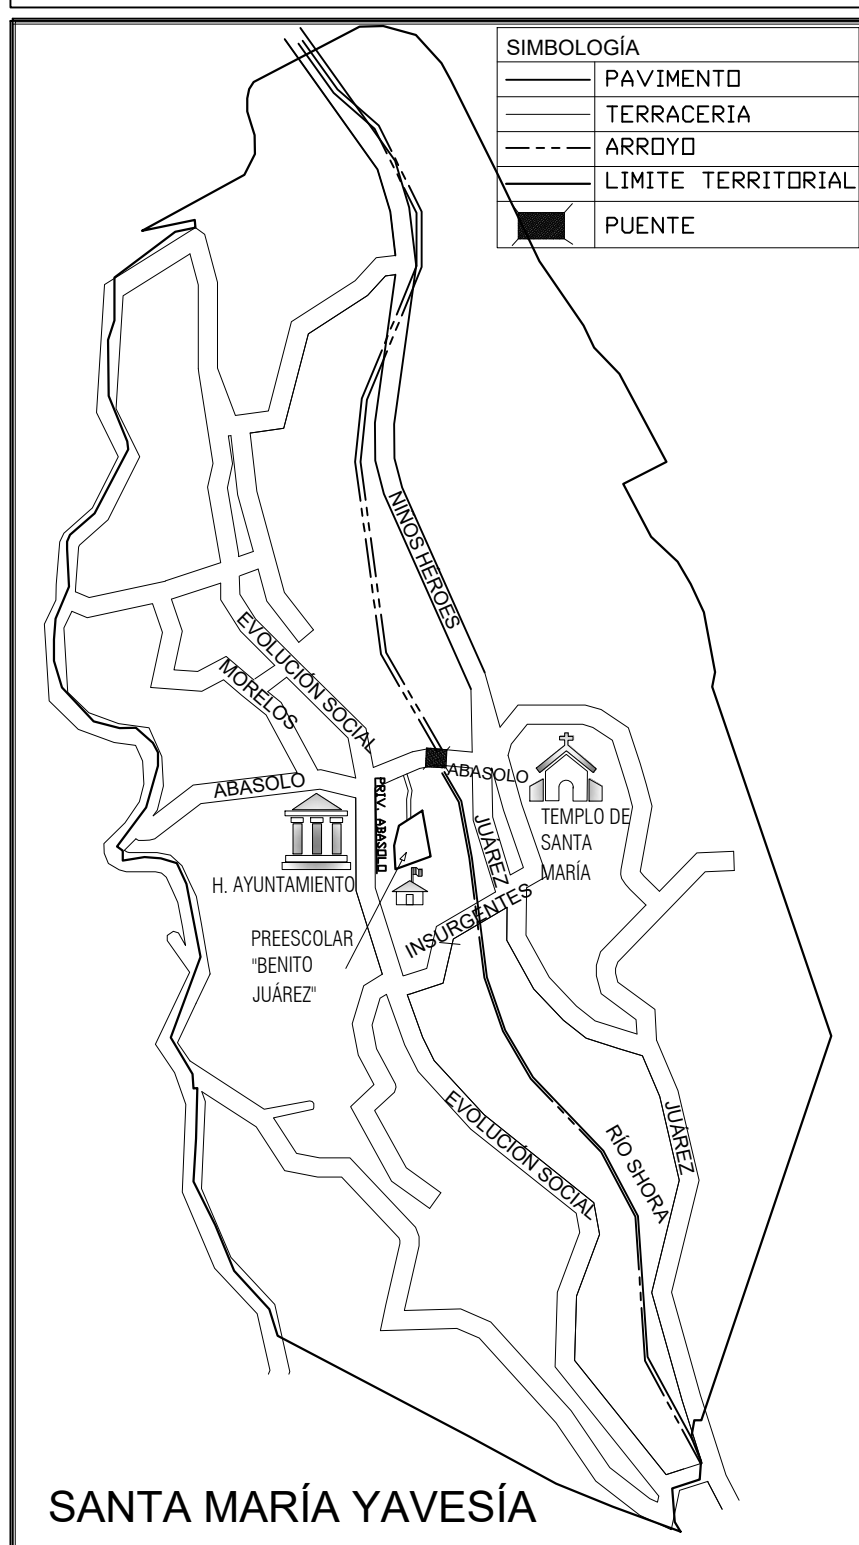 SIMBOLOGÍA
PAVIMENTO
TERRACERIA
ARROYO
LIMITE TERRITORIAL
PUENTE
NINOS HEROES
EVOLUCIÓN SOCIAL
MORELOS
ABASOLO
ABASOLO
PRIV. ABASOLO
JUÁREZ
TEMPLO DE
SANTA
MARÍA
H. AYUNTAMIENTO
INSURGENTES
PREESCOLAR
"BENITO
JUÁREZ"
EVOLUCIÓN SOCIAL
RÍO SHORA
JUÁREZ
SANTA MARÍA YAVESÍA